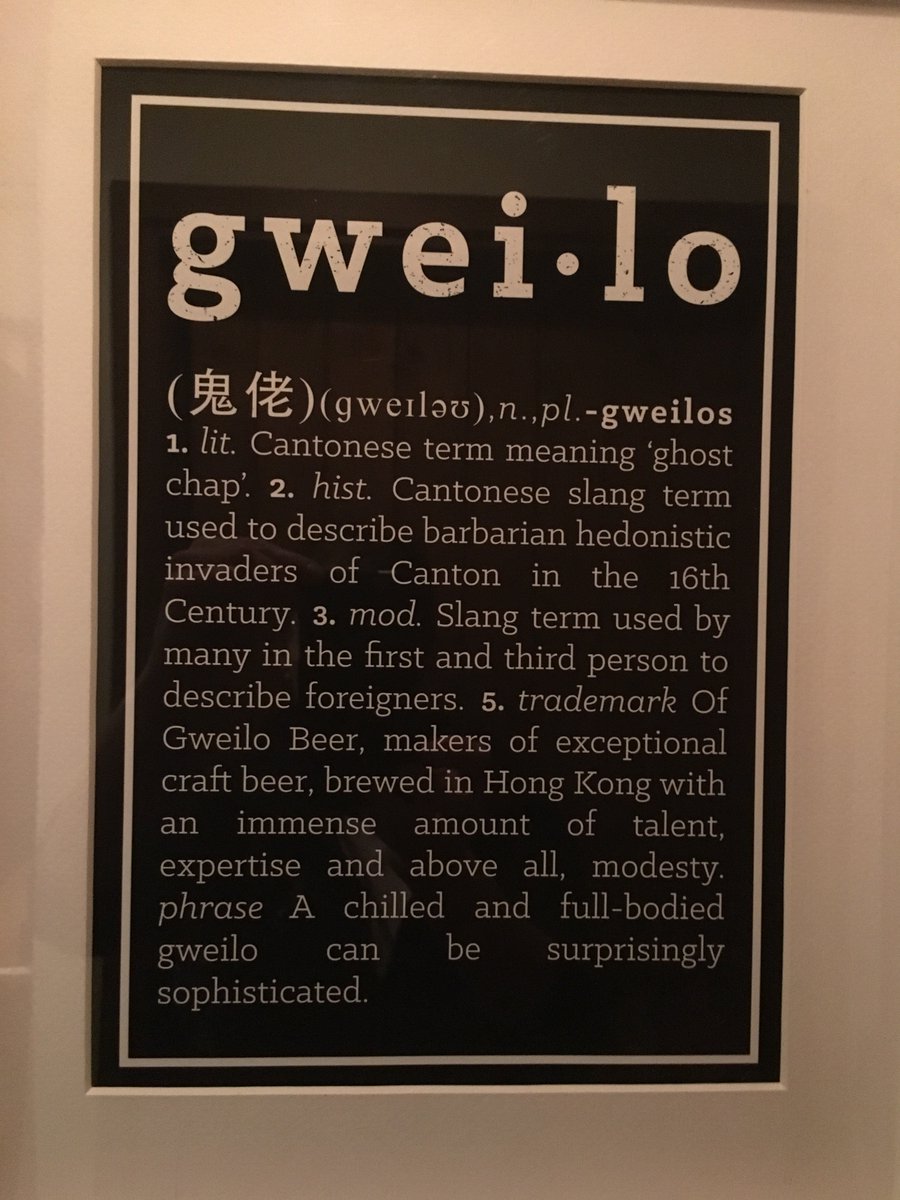 gwei·lo
(鬼佬)(ɡweɪləʊ),n.,pl.-gweilos
1. lit. Cantonese term meaning ‘ghost
chap’. 2. hist. Cantonese slang term
used to describe barbarian hedonistic
invaders of Canton in the 16th
Century. 3. mod. Slang term used by
many in the first and third person to
describe foreigners. 5. trademark Of
Gweilo Beer, makers of exceptional
craft beer, brewed in Hong Kong with
an immense amount of talent,
expertise and above all, modesty.
phrase A chilled and full-bodied
gweilo can be surprisingly
sophisticated.